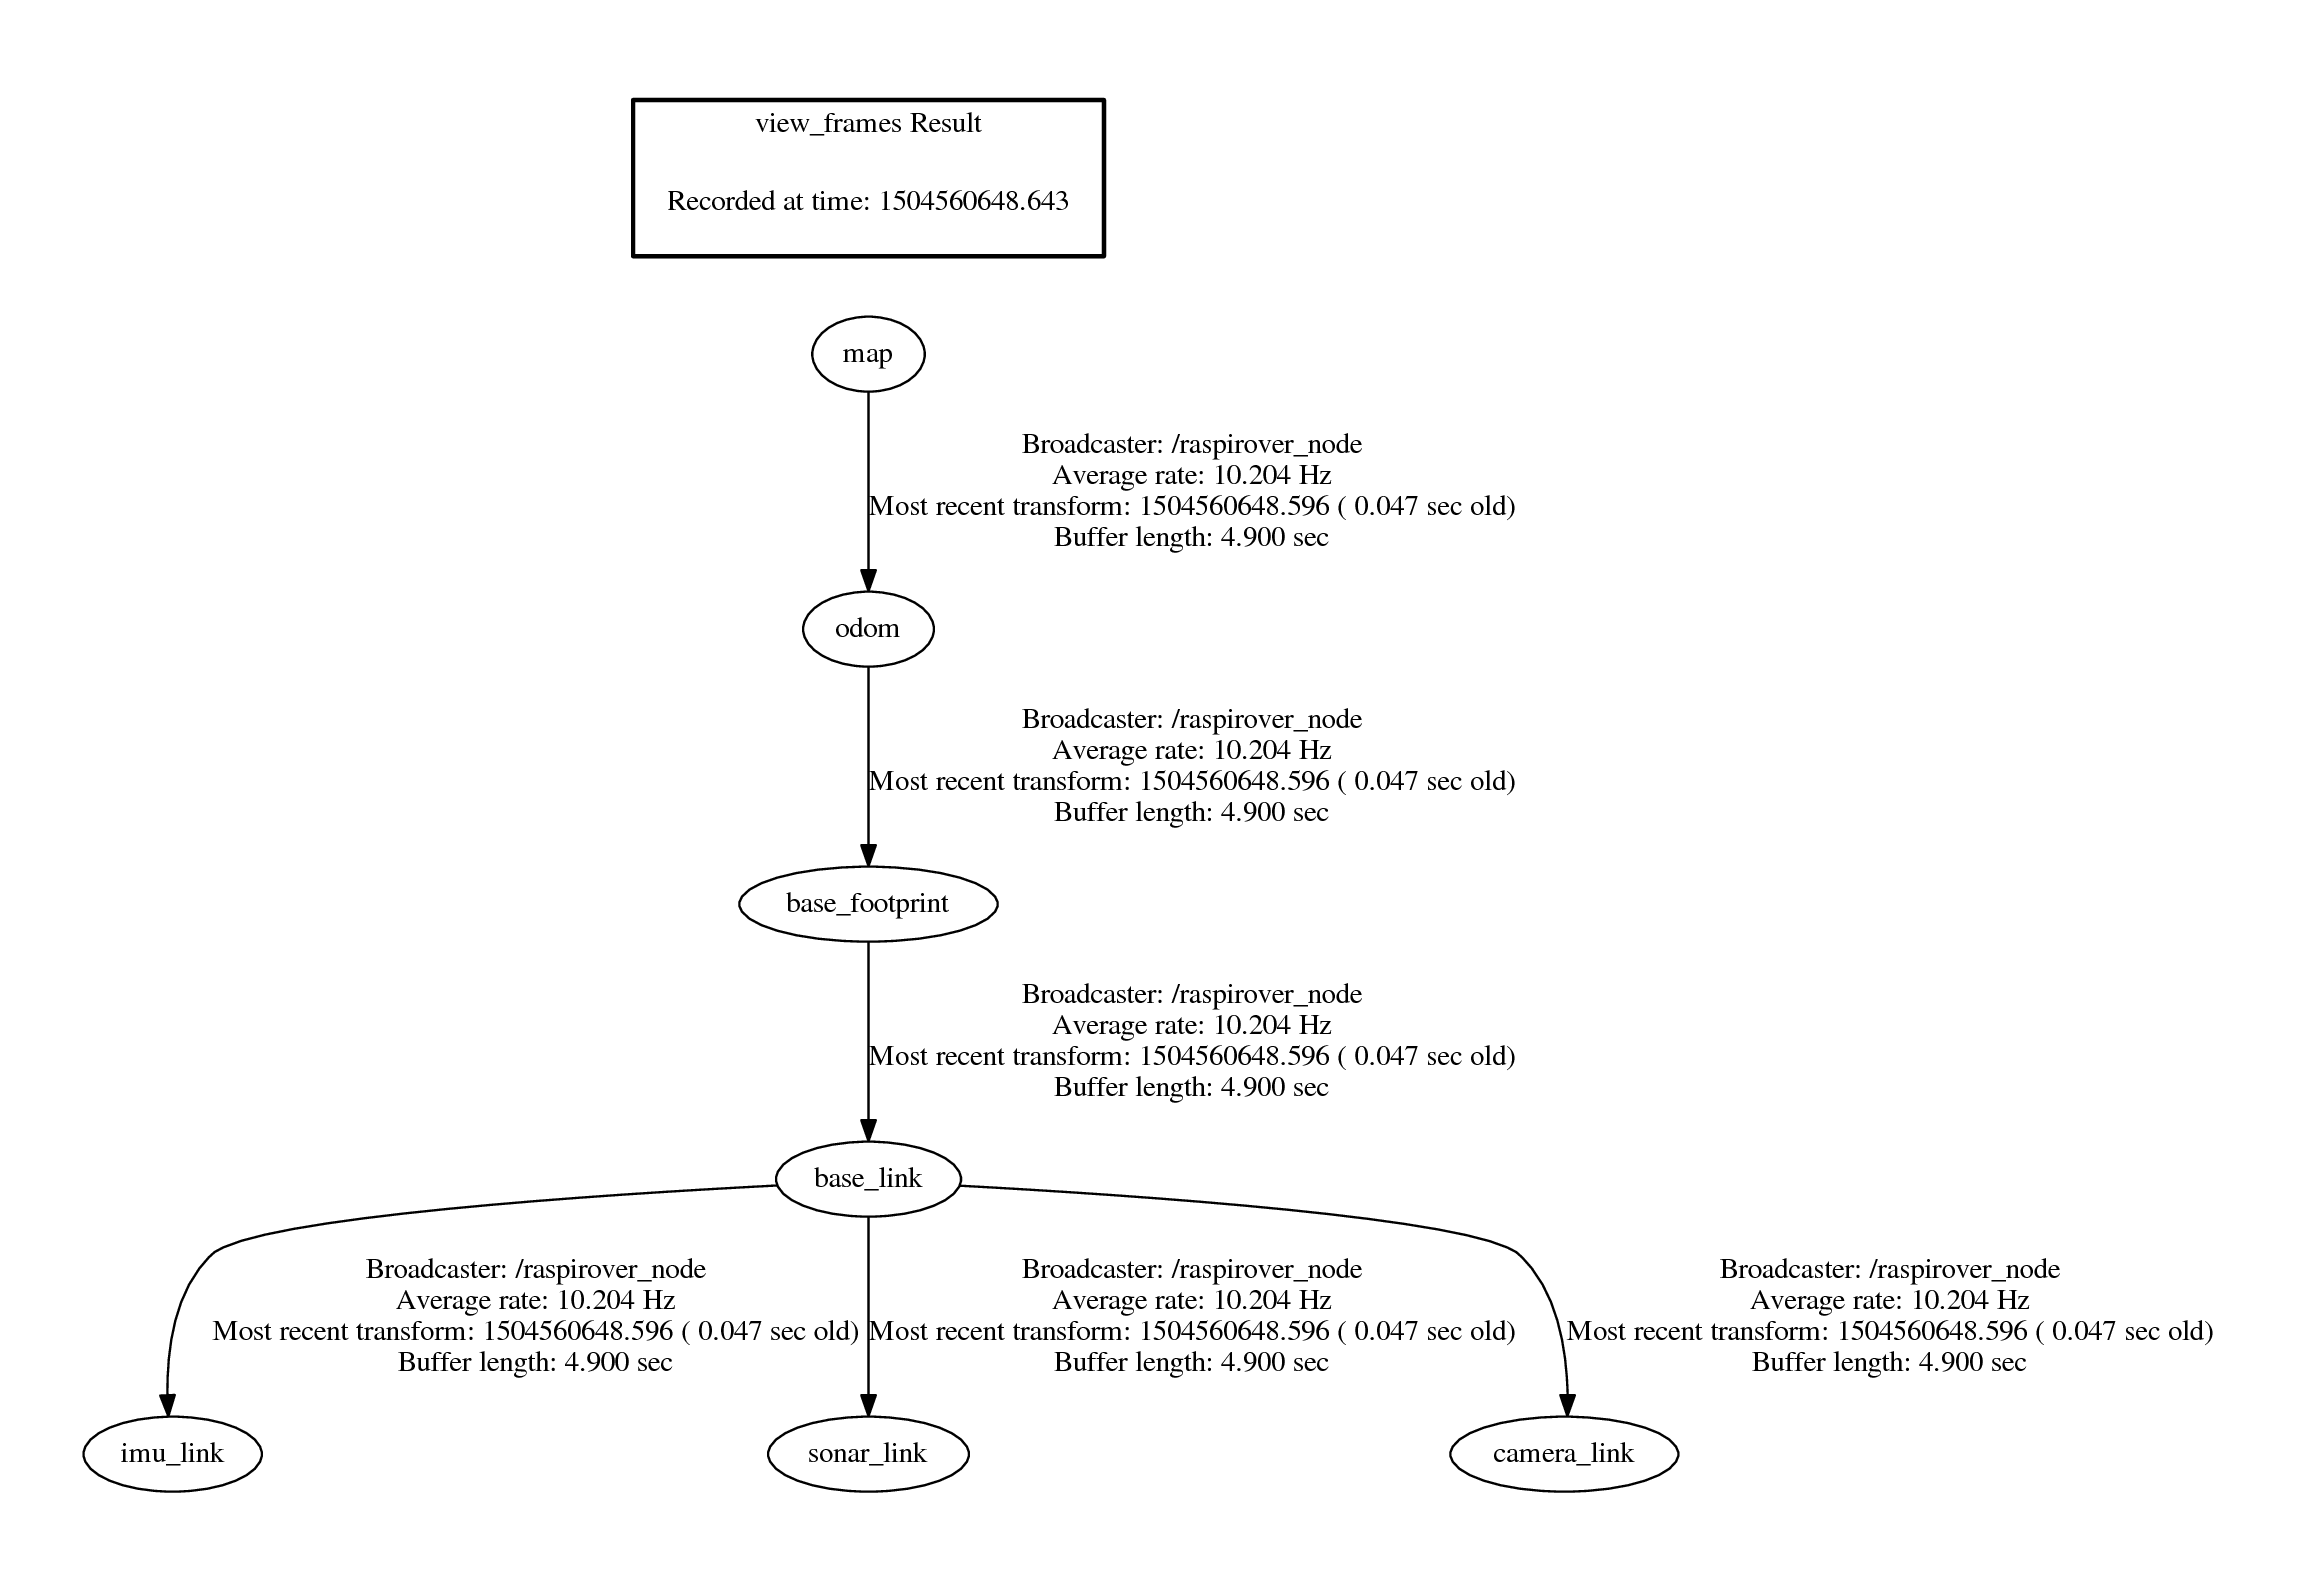 view_frames Result
Recorded at time: 1504560648.643
map
Broadcaster: /raspirover_node
Average rate: 10.204 Hz
Most recent transform: 1504560648.596 ( 0.047 sec old)
Buffer length: 4.900 sec
odom
Broadcaster: /raspirover_node
Average rate: 10.204 Hz
Most recent transform: 1504560648.596 ( 0.047 sec old)
Buffer length: 4.900 sec
base_footprint
Broadcaster: /raspirover_node
Average rate: 10.204 Hz
Most recent transform: 1504560648.596 ( 0.047 sec old)
Buffer length: 4.900 sec
base_link
Broadcaster: /raspirover_node
Average rate: 10.204 Hz
Most recent transform: 1504560648.596 ( 0.047 sec old)
Buffer length: 4.900 sec
Broadcaster: /raspirover_node
Average rate: 10.204 Hz
Most recent transform: 1504560648.596 ( 0.047 sec old)
Buffer length: 4.900 sec
Broadcaster: /raspirover_node
Average rate: 10.204 Hz
Most recent transform: 1504560648.596 ( 0.047 sec old)
Buffer length: 4.900 sec
imu_link
sonar_link
camera_link